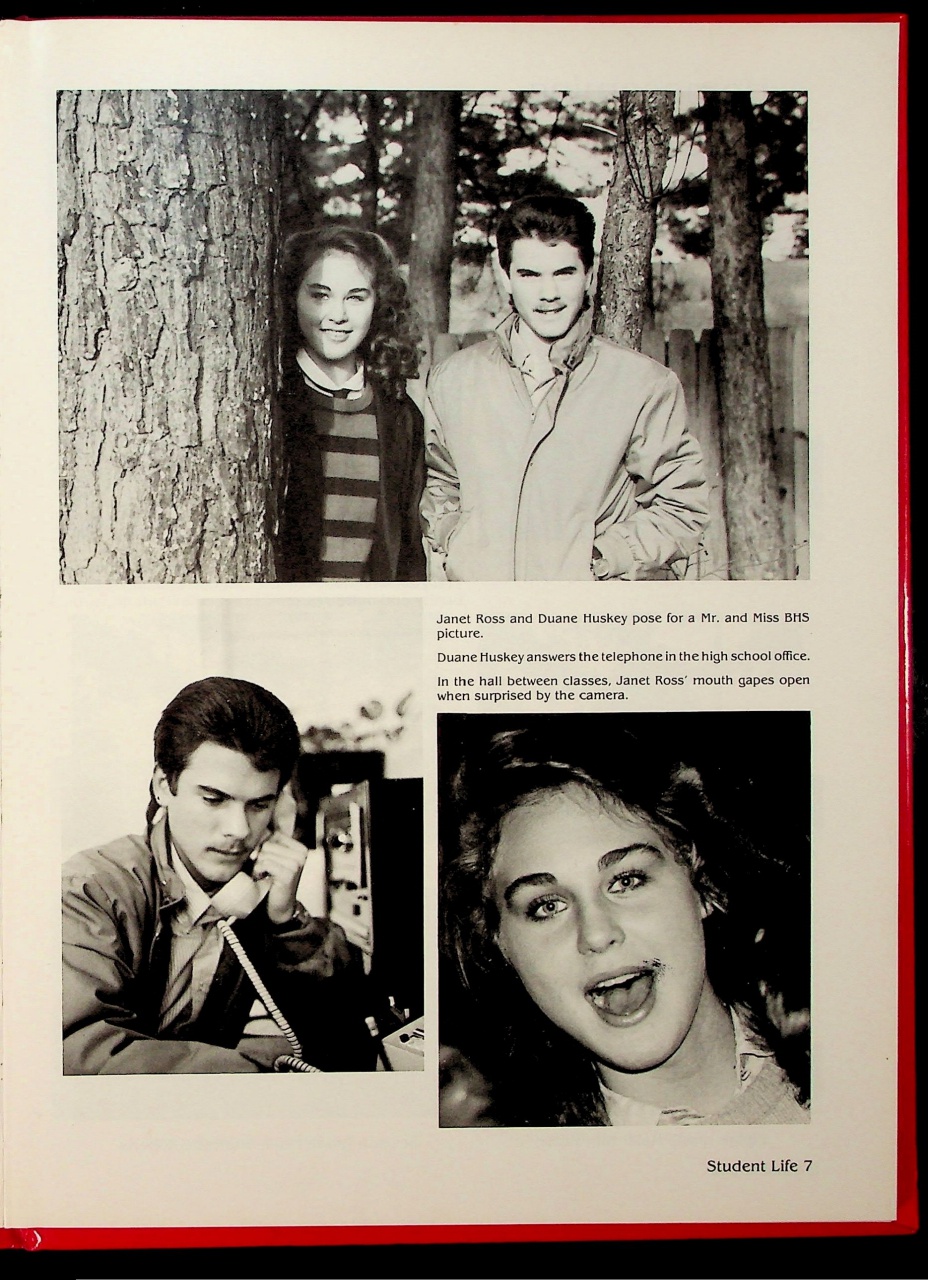 Janet Ross and Duane Huskey pose for a Mr. and Miss BHS
picture.
Duane Huskey answers the telephone in the high school office.
In the hall between classes, Janet Ross' mouth gapes open
when surprised by the camera.
Student Life 7